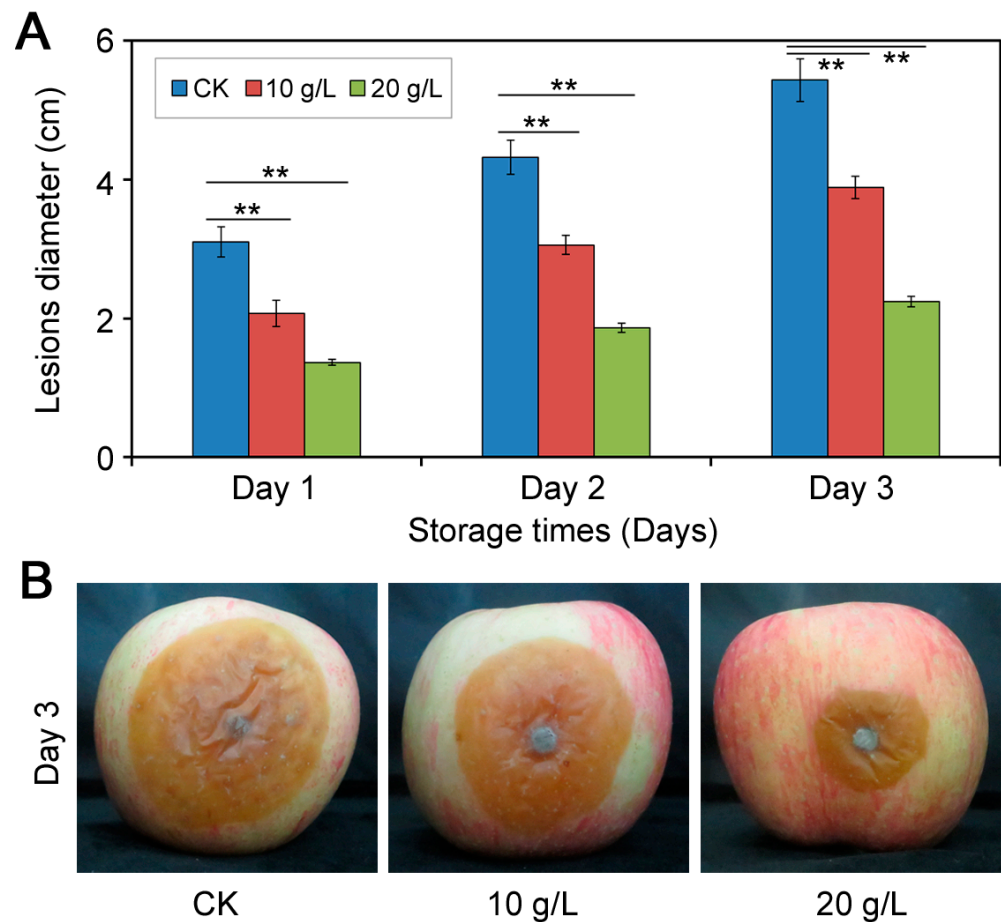 A
6
4
2
0
Lesions diameter (cm)
CK 10 g/L 20 g/L
**
**
**
**
** **
Day 1 Day 2 Day 3
Storage times (Days)
B
Day 3
CK 10 g/L 20 g/L